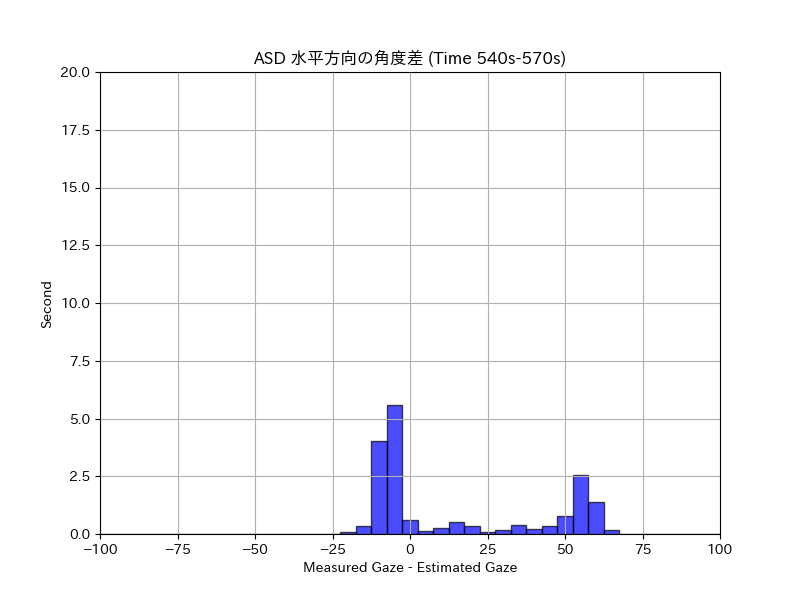 ASD 水平方向の角度差 (Time 540s-570s)
20.0
17.5
15.0
12.5
10.0
7.5
5.0
2.5
0.0
Second
−100 −75 −50 −25 0 25 50 75 100
Measured Gaze - Estimated Gaze